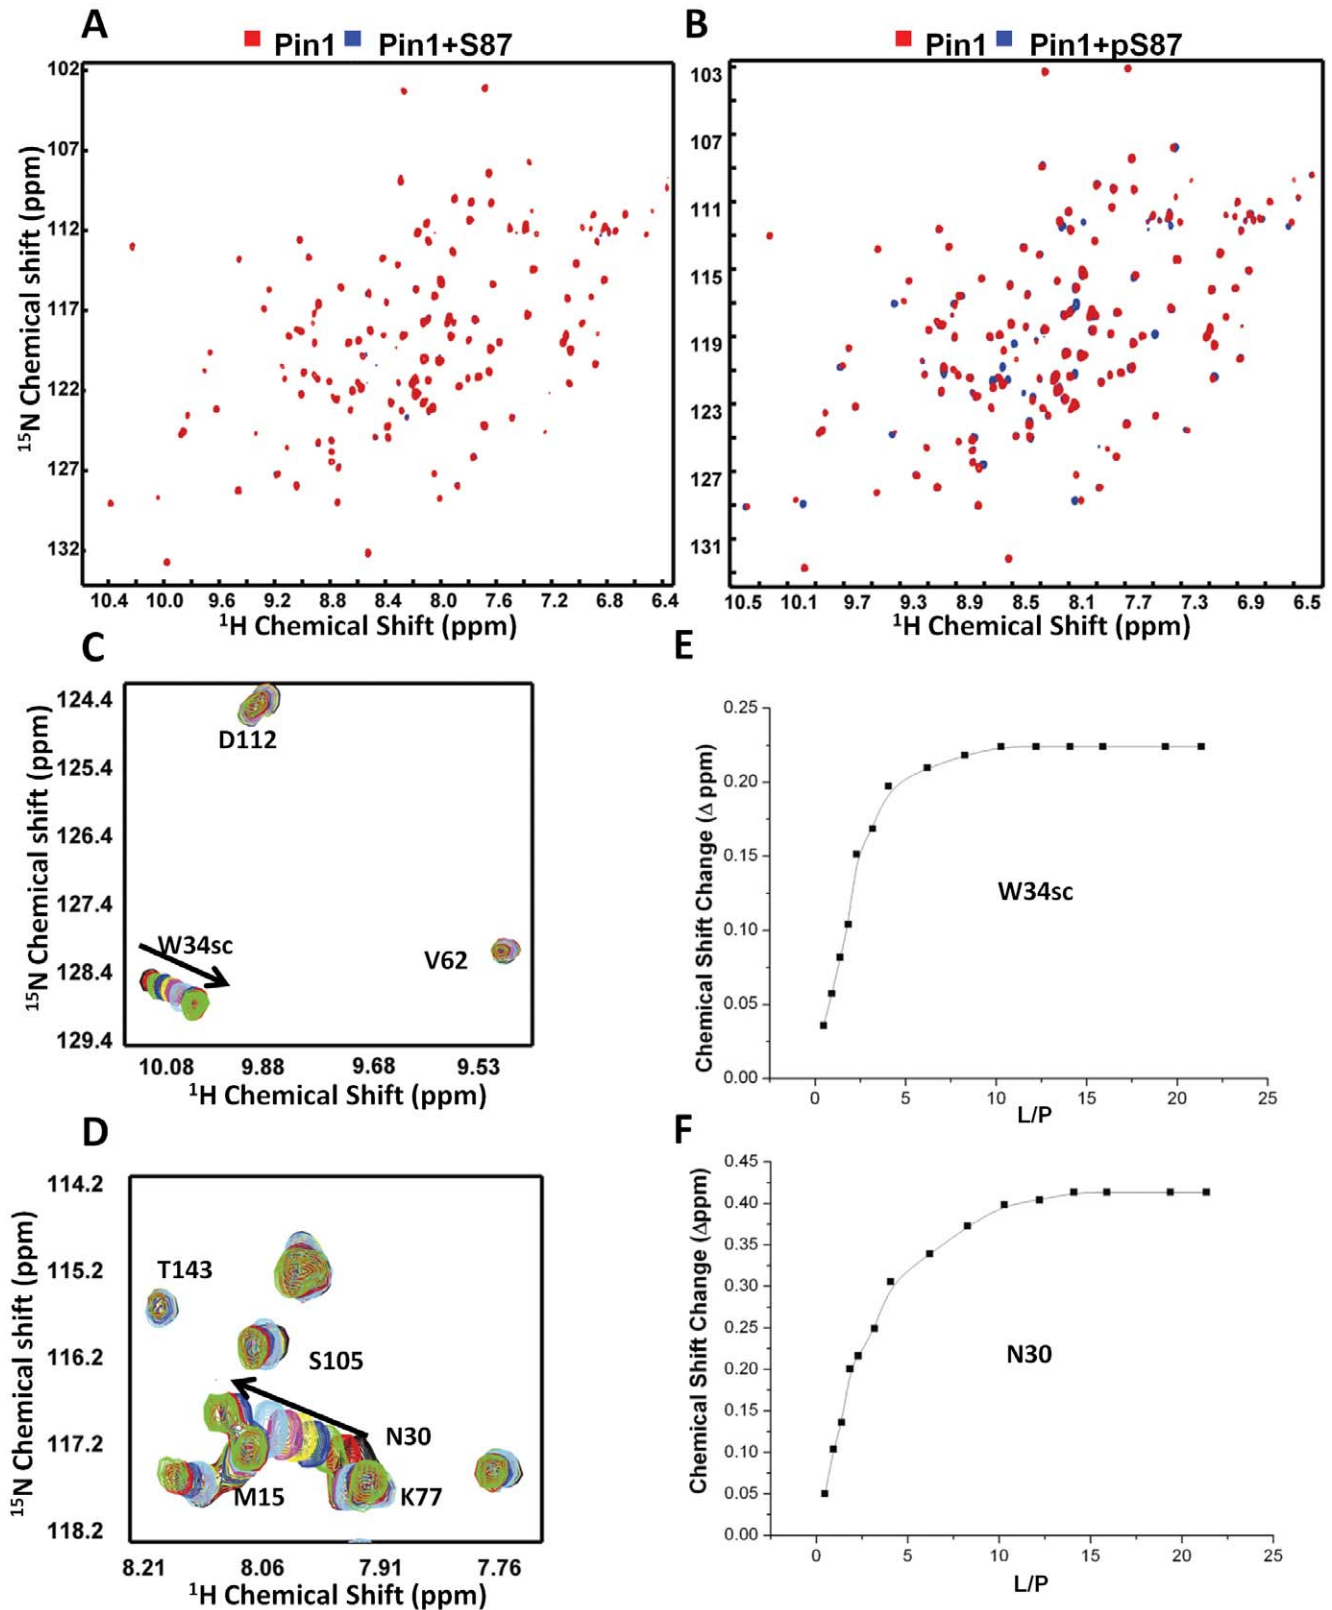 A
B
Pin1 Pin1+S87
Pin1 Pin1+pS87
102
107
112
117
122
127
132
15N Chemical shift (ppm)
10.4 10.0 9.6 9.2 8.8 8.4 8.0 7.6 7.2 6.8 6.4
1H Chemical Shift (ppm)
103
107
111
115
119
123
127
131
10.5 10.1 9.7 9.3 8.9 8.5 8.1 7.7 7.3 6.9 6.5
1H Chemical Shift (ppm)
C
124.4
125.4
126.4
127.4
128.4
129.4
15N Chemical shift (ppm)
D112
W34sc
V62
10.08 9.88 9.68 9.53
1H Chemical Shift (ppm)
E
0.25
0.20
0.15
0.10
0.05
0.00
Chemical Shift Change (Δ ppm)
W34sc
0 5 10 15 20 25
L/P
D
114.2
115.2
116.2
117.2
118.2
15N Chemical shift (ppm)
T143
S105
N30
M15
K77
8.21 8.06 7.91 7.76
1H Chemical Shift (ppm)
F
0.45
0.40
0.35
0.30
0.25
0.20
0.15
0.10
0.05
0.00
Chemical Shift Change (Δppm)
N30
0 5 10 15 20 25
L/P